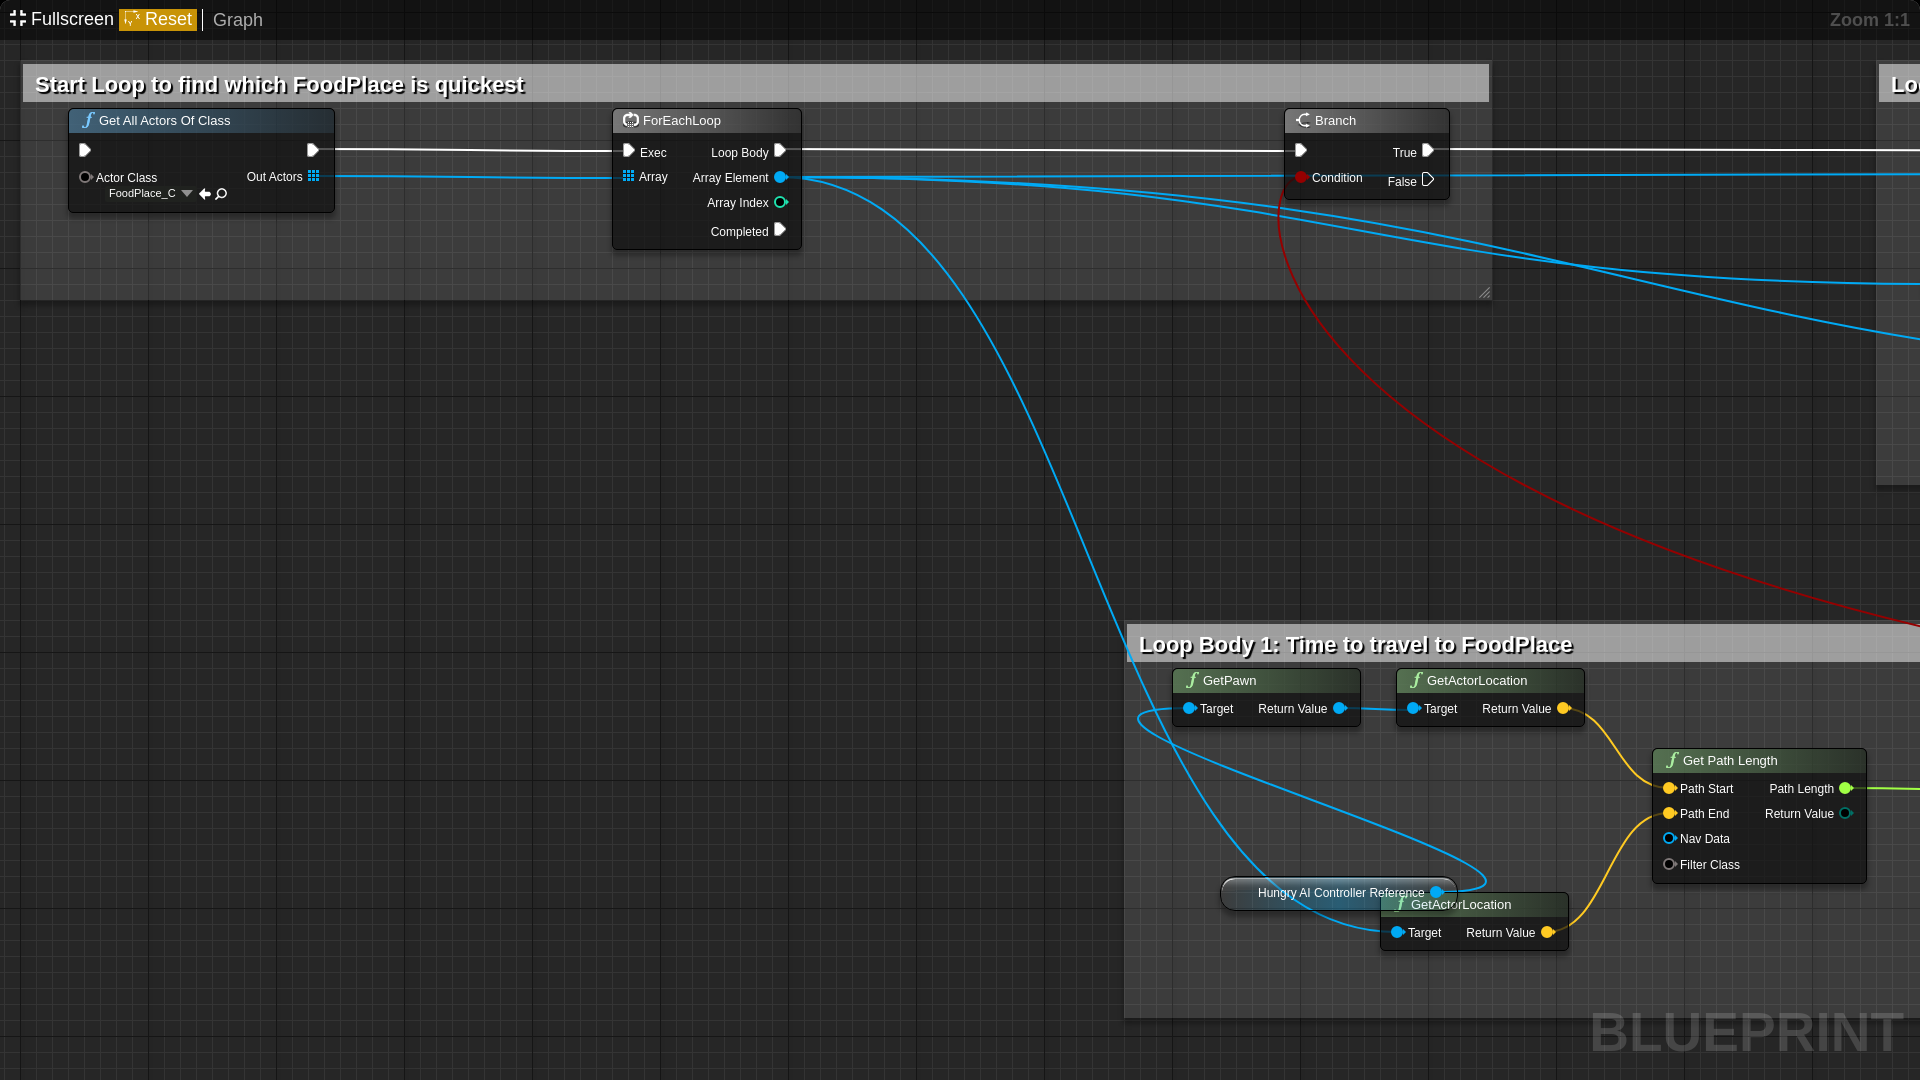 Fullscreen Reset Graph Zoom 1:1
Start Loop to find which FoodPlace is quickest
Get All Actors Of Class
Actor Class
FoodPlace_C
Out Actors
ForEachLoop
Exec Loop Body
Array Array Element
Array Index
Completed
Branch
True
Condition False
Loop Body 1: Time to travel to FoodPlace
GetPawn
Target Return Value
GetActorLocation
Target Return Value
Get Path Length
Path Start Path Length
Path End Return Value
Nav Data
Filter Class
Hungry AI Controller Reference
GetActorLocation
Target Return Value
BLUEPRINT